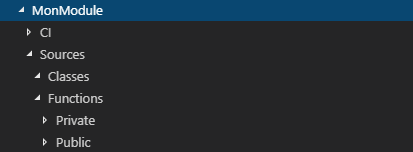 MonModule
CI
Sources
Classes
Functions
Private
Public